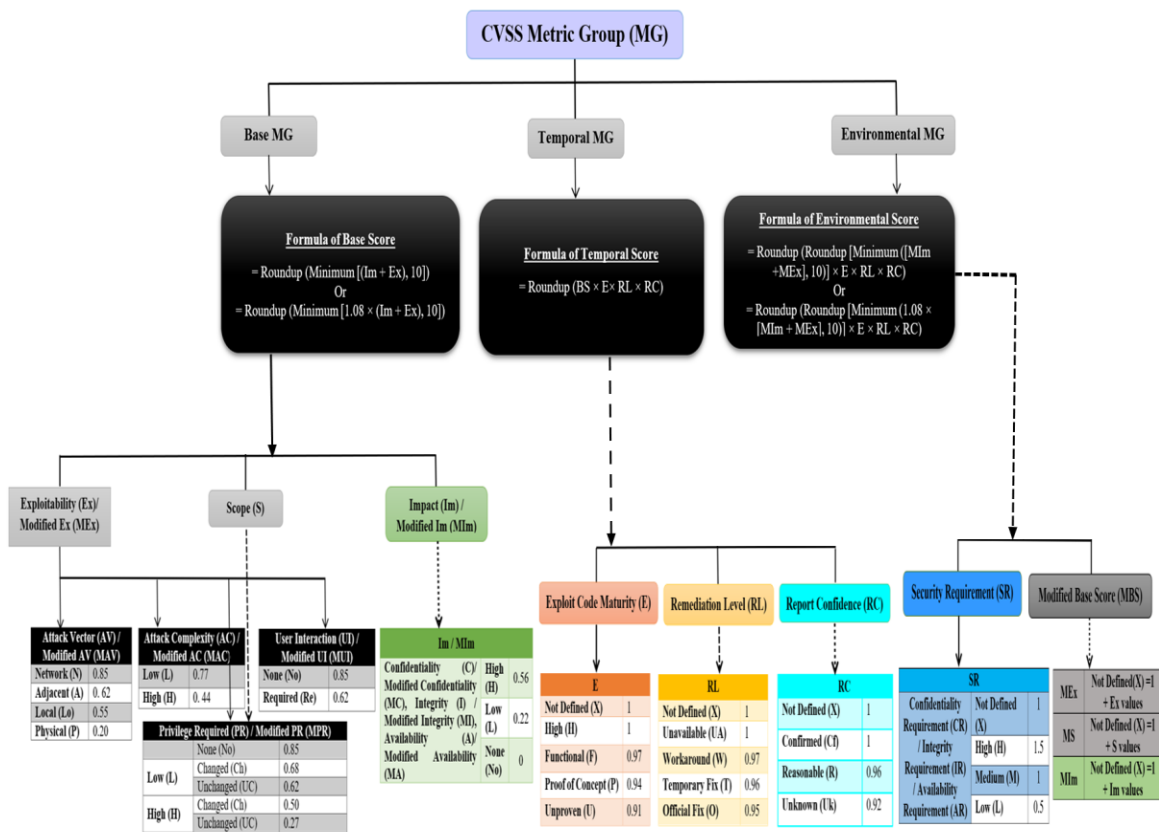 CVSS Metric Group (MG)
Base MG
Temporal MG
Environmental MG
Formula of Base Score
= Roundup (Minimum [(Im + Ex), 10])
Or
= Roundup (Minimum [1.08 × (Im + Ex), 10])
Formula of Temporal Score
= Roundup (BS × E× RL × RC)
Formula of Environmental Score
= Roundup (Roundup [Minimum ([MIm
+MEx], 10)] × E × RL × RC)
Or
= Roundup (Roundup [Minimum (1.08 ×
[MIm + MEx], 10)] × E × RL × RC)
Exploitability (Ex)/
Modified Ex (MEx)
Scope (S)
Impact (Im) /
Modified Im (MIm)
Exploit Code Maturity (E)
Remediation Level (RL)
Report Confidence (RC)
Security Requirement (SR)
Modified Base Score (MBS)
Attack Vector (AV) /
Modified AV (MAV)
Network (N) 0.85
Adjacent (A) 0.62
Local (Lo) 0.55
Physical (P) 0.20
Attack Complexity (AC) /
Modified AC (MAC)
Low (L) 0.77
High (H) 0.44
User Interaction (UI) /
Modified UI (MUI)
None (No) 0.85
Required (Re) 0.62
Privilege Required (PR) / Modified PR (MPR)
None (No) 0.85
Low (L) Changed (Ch) 0.68
Unchanged (UC) 0.62
High (H) Changed (Ch) 0.50
Unchanged (UC) 0.27
Im / MIm
Confidentiality (C)/
Modified Confidentiality
(MC), Integrity (I) /
Modified Integrity (MI),
Availability (A)/
Modified Availability
(MA)
High
(H) 0.56
Low
(L) 0.22
None
(No) 0
E
Not Defined (X) 1
High (H) 1
Functional (F) 0.97
Proof of Concept (P) 0.94
Unproven (U) 0.91
RL
Not Defined (X) 1
Unavailable (UA) 1
Workaround (W) 0.97
Temporary Fix (T) 0.96
Official Fix (O) 0.95
RC
Not Defined (X) 1
Confirmed (Cf) 1
Reasonable (R) 0.96
Unknown (Uk) 0.92
SR
Confidentiality
Requirement (CR)
/ Integrity
Requirement (IR)
/ Availability
Requirement (AR)
Not Defined
(X) 1
High (H) 1.5
Medium (M) 1
Low (L) 0.5
MEx Not Defined(X) =1
+ Ex values
MS Not Defined (X) =1
+ S values
MIm Not Defined (X) =1
+ Im values